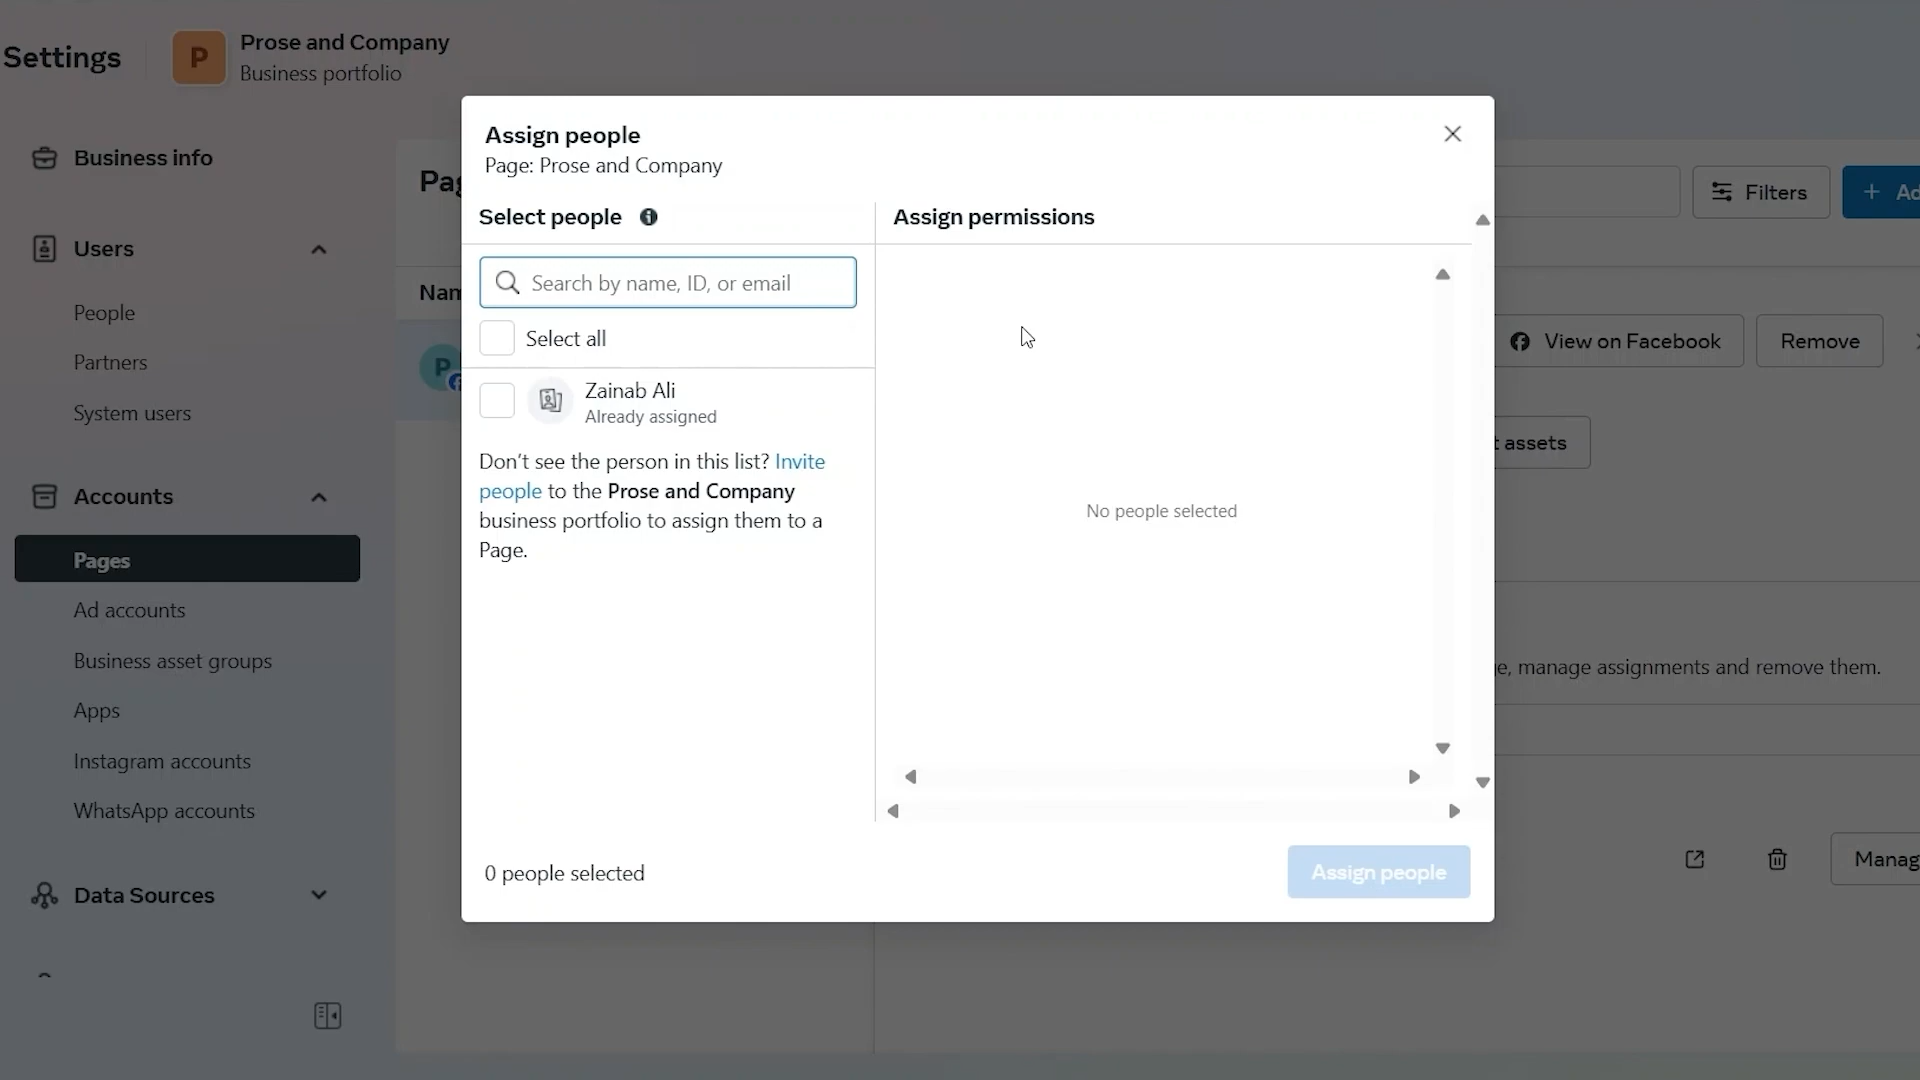 Settings
P
Prose and Company
Business portfolio
Business info
Users
People
Partners
System users
Accounts
Pages
Ad accounts
Business asset groups
Apps
Instagram accounts
WhatsApp accounts
Data Sources
Assign people
Page: Prose and Company
Select people
Search by name, ID, or email
Select all
Zainab Ali
Already assigned
Don't see the person in this list? Invite
people to the Prose and Company
business portfolio to assign them to a
Page.
Assign permissions
No people selected
0 people selected
Assign people
P
Filters
View on Facebook
Remove
assets
manage assignments and remove them.